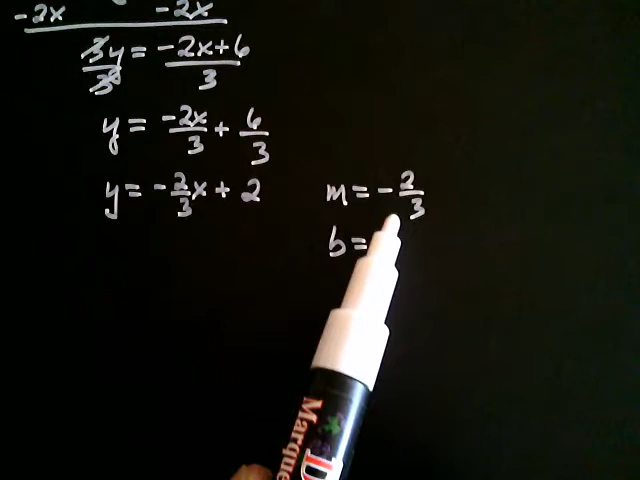 -2x -2x
3y = -2x+6
3 3
y = -2x/3 + 6/3
y = -2/3x + 2
m = -2/3
b =
Marque